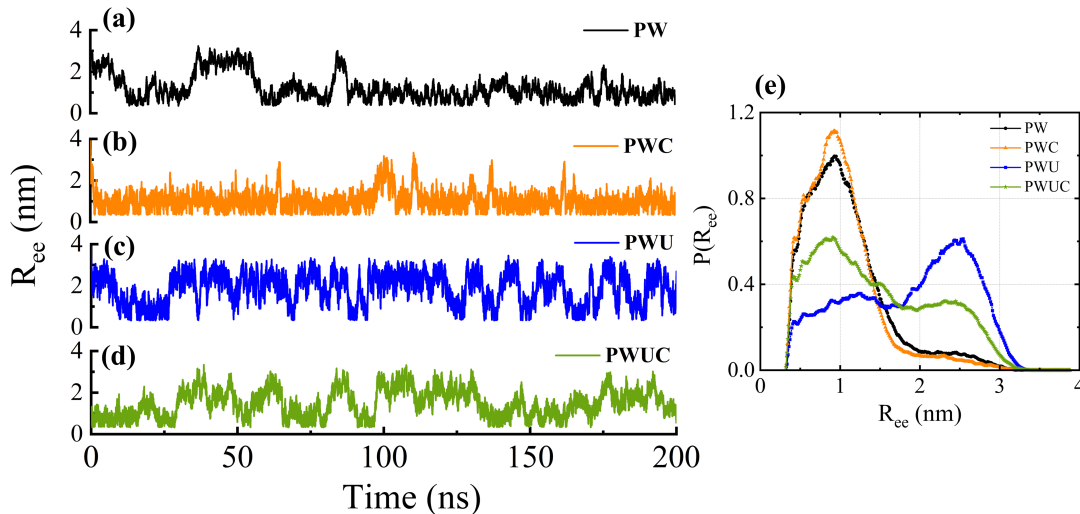 (a)
PW
4
2
0
(b)
PWC
4
2
0
(c)
PWU
4
2
0
(d)
PWUC
4
2
0
R_ee (nm)
0 50 100 150 200
Time (ns)
(e)
PW
PWC
PWU
PWUC
1.2
0.8
0.4
0.0
P(R_ee)
0 1 2 3 4
R_ee (nm)